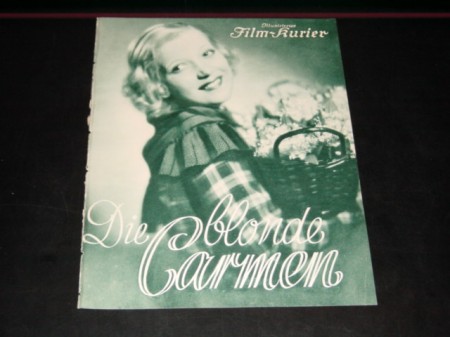 Illustrierter
Film-Kurier
Die blonde
Carmen